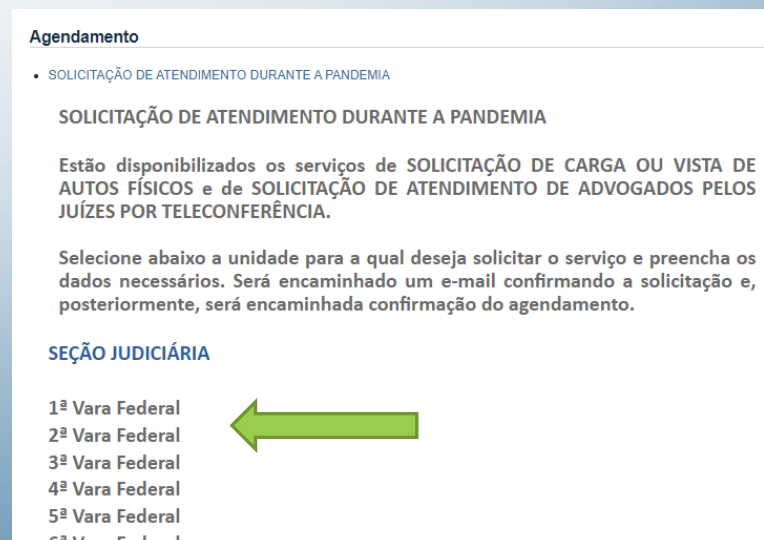 Agendamento
SOLICITAÇÃO DE ATENDIMENTO DURANTE A PANDEMIA
SOLICITAÇÃO DE ATENDIMENTO DURANTE A PANDEMIA
Estão disponibilizados os serviços de SOLICITAÇÃO DE CARGA OU VISTA DE
AUTOS FÍSICOS e de SOLICITAÇÃO DE ATENDIMENTO DE ADVOGADOS PELOS
JUÍZES POR TELECONFERÊNCIA.
Selecione abaixo a unidade para a qual deseja solicitar o serviço e preencha os
dados necessários. Será encaminhado um e-mail confirmando a solicitação e,
posteriormente, será encaminhada confirmação do agendamento.
SEÇÃO JUDICIÁRIA
1ª Vara Federal
2ª Vara Federal
3ª Vara Federal
4ª Vara Federal
5ª Vara Federal